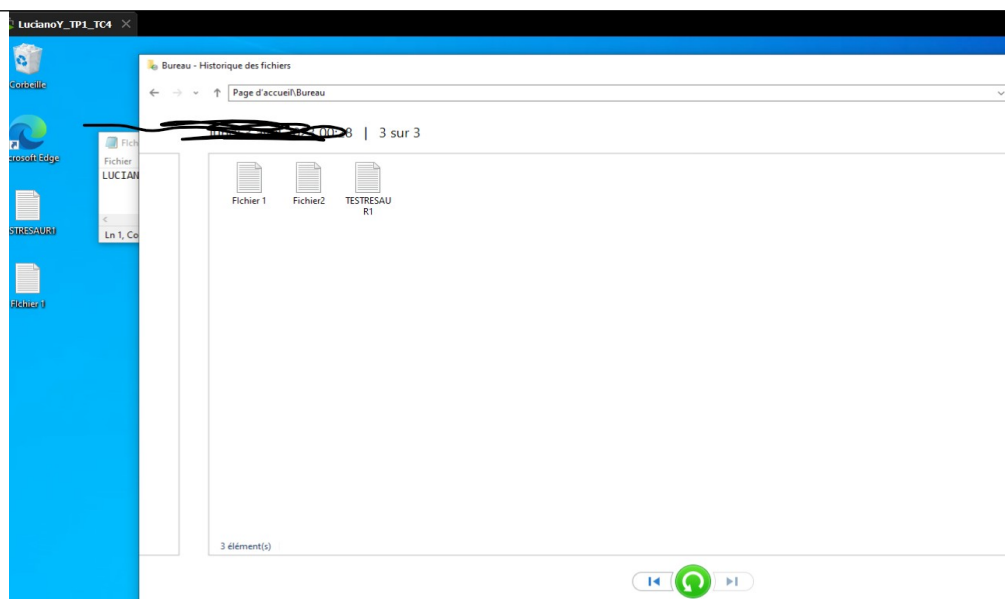 LucianoY_TP1_TC4
Corbeille
Bureau - Historique des fichiers
Page d'accueil\Bureau
3 sur 3
crosoft Edge
Fich
Fichier
LUCIAN
Ln 1, Co
FIchier 1
Fichier2
TESTRESAU
R1
STRESAUR1
FIchier 1
3 élément(s)